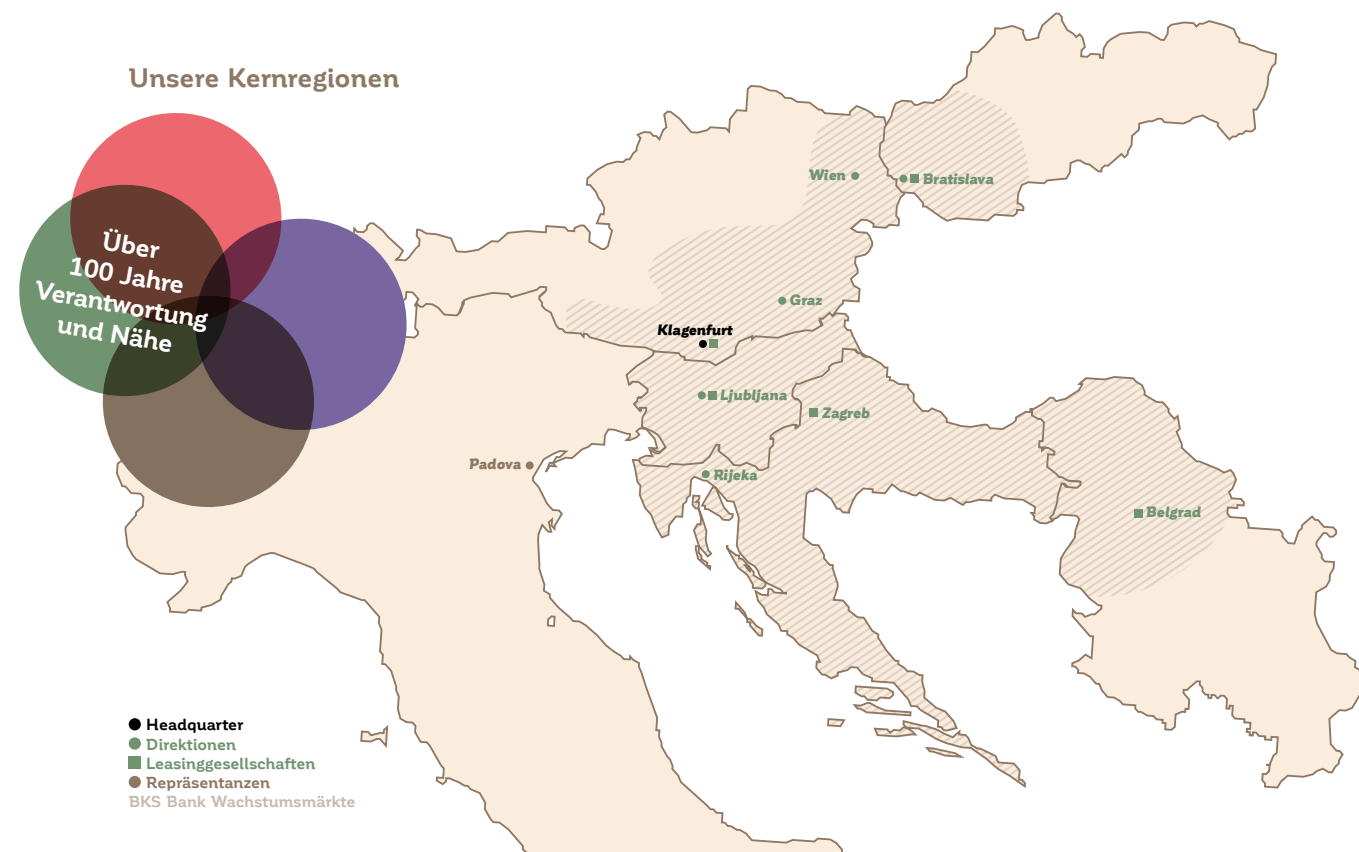 Unsere Kernregionen
Über
100 Jahre
Verantwortung
und Nähe
Wien
Bratislava
Graz
Klagenfurt
Ljubljana
Zagreb
Padova
Rijeka
Belgrad
Headquarter
Direktionen
Leasinggesellschaften
Repräsentanzen
BKS Bank Wachstumsmärkte